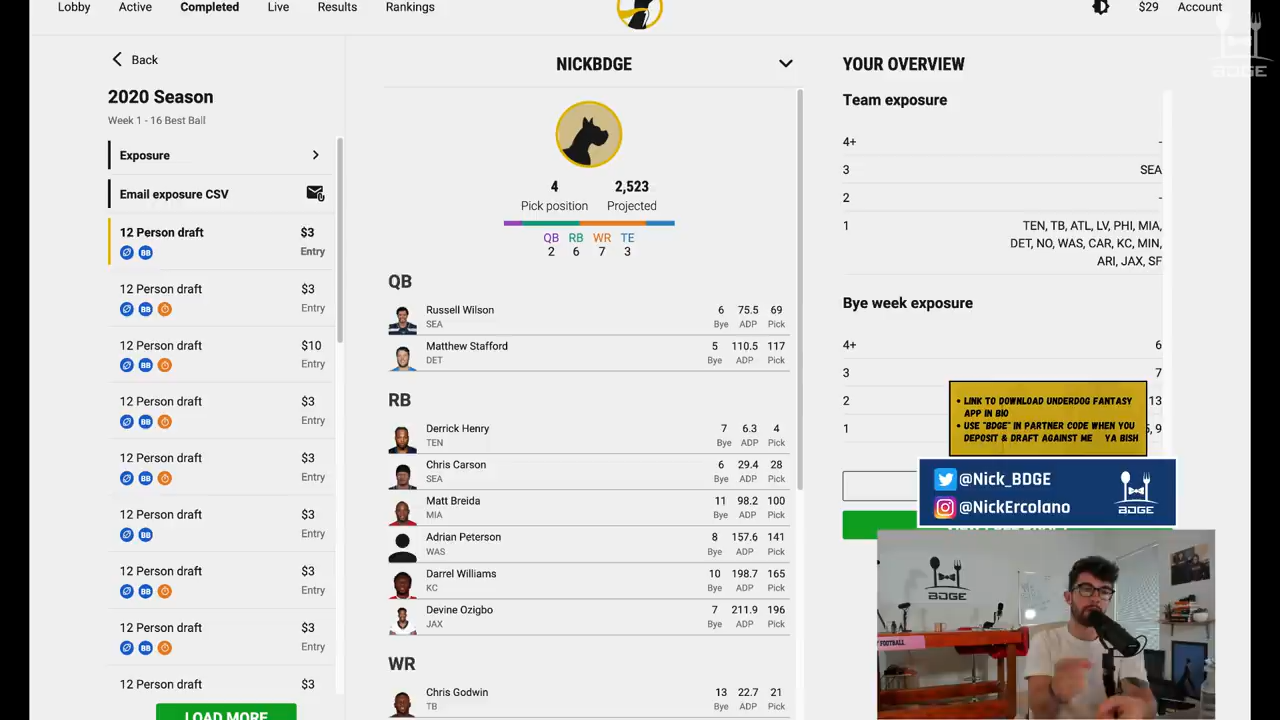 Lobby Active Completed Live Results Rankings $29 Account
BDGE
Back
2020 Season
Week 1 - 16 Best Ball
Exposure
Email exposure CSV
12 Person draft $3
BB Entry
12 Person draft $3
BB Entry
12 Person draft $10
BB Entry
12 Person draft $3
BB Entry
12 Person draft $3
BB Entry
12 Person draft $3
BB Entry
12 Person draft $3
BB Entry
12 Person draft $3
BB Entry
12 Person draft $3
LOAD MORE
NICKBDGE
4 2,523
Pick position Projected
QB RB WR TE
2 6 7 3
QB
Russell Wilson 6 75.5 69
SEA Bye ADP Pick
Matthew Stafford 5 110.5 117
DET Bye ADP Pick
RB
Derrick Henry 7 6.3 4
TEN Bye ADP Pick
Chris Carson 6 29.4 28
SEA Bye ADP Pick
Matt Breida 11 98.2 100
MIA Bye ADP Pick
Adrian Peterson 8 157.6 141
WAS Bye ADP Pick
Darrel Williams 10 198.7 165
KC Bye ADP Pick
Devine Ozigbo 7 211.9 196
JAX Bye ADP Pick
WR
Chris Godwin 13 22.7 21
TB Bye ADP Pick
YOUR OVERVIEW
Team exposure
4+ -
3 SEA
2 -
1 TEN, TB, ATL, LV, PHI, MIA,
DET, NO, WAS, CAR, KC, MIN,
ARI, JAX, SF
Bye week exposure
4+ 6
3 7
2 13
1 9
• LINK TO DOWNLOAD UNDERDOG FANTASY
APP IN BIO
• USE "BDGE" IN PARTNER CODE WHEN YOU
DEPOSIT & DRAFT AGAINST ME YA BISH
@Nick_BDGE
@NickErcolano
BDGE
BDGE
FOOTBALL